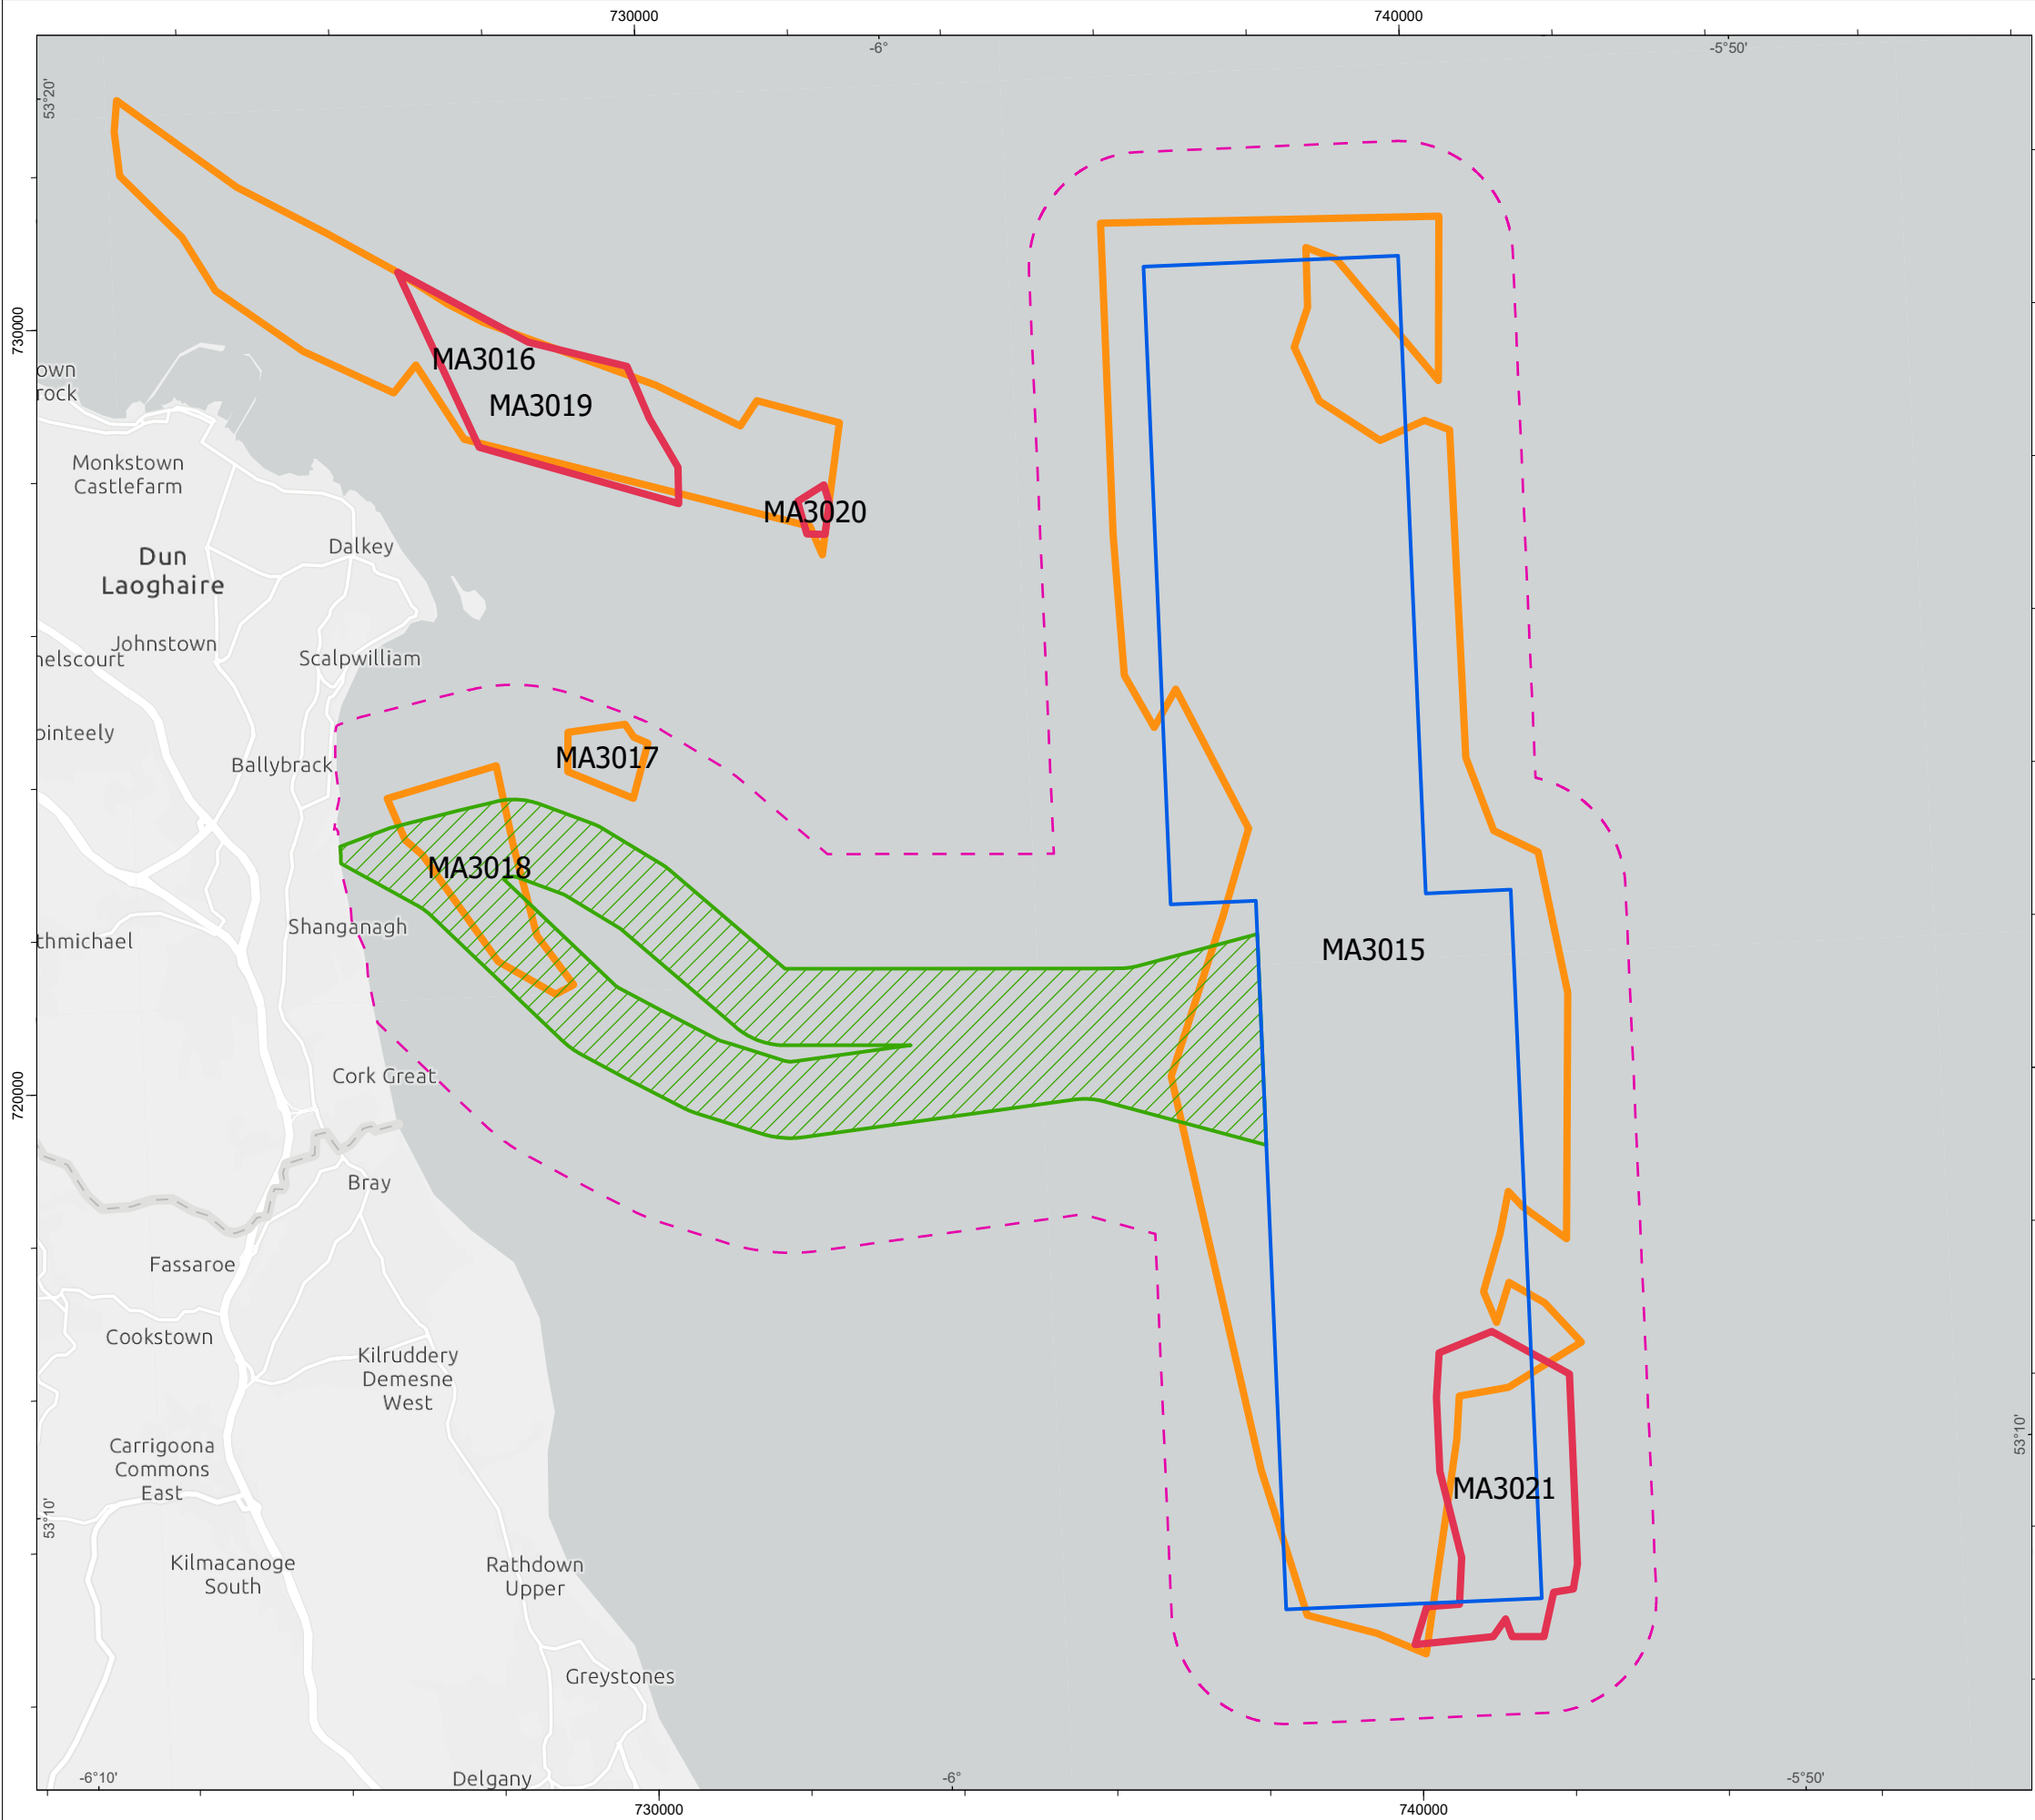 730000
740000
-6°
-5°50'
53°20'
730000
own
rock
MA3016
MA3019
MA3020
Monkstown
Castlefarm
Dalkey
Dun
Laoghaire
Johnstown
nelscourt
Scalpwilliam
ointeely
Ballybrack
MA3017
MA3018
Shanganagh
thmichael
MA3015
720000
Cork Great
Bray
Fassaroe
Cookstown
Kilruddery
Demesne
West
Carrigoona
Commons
East
53°10'
53°10'
MA3021
Kilmacanoge
South
Rathdown
Upper
Greystones
Delgany
-6°10'
-6°
-5°50'
730000
740000